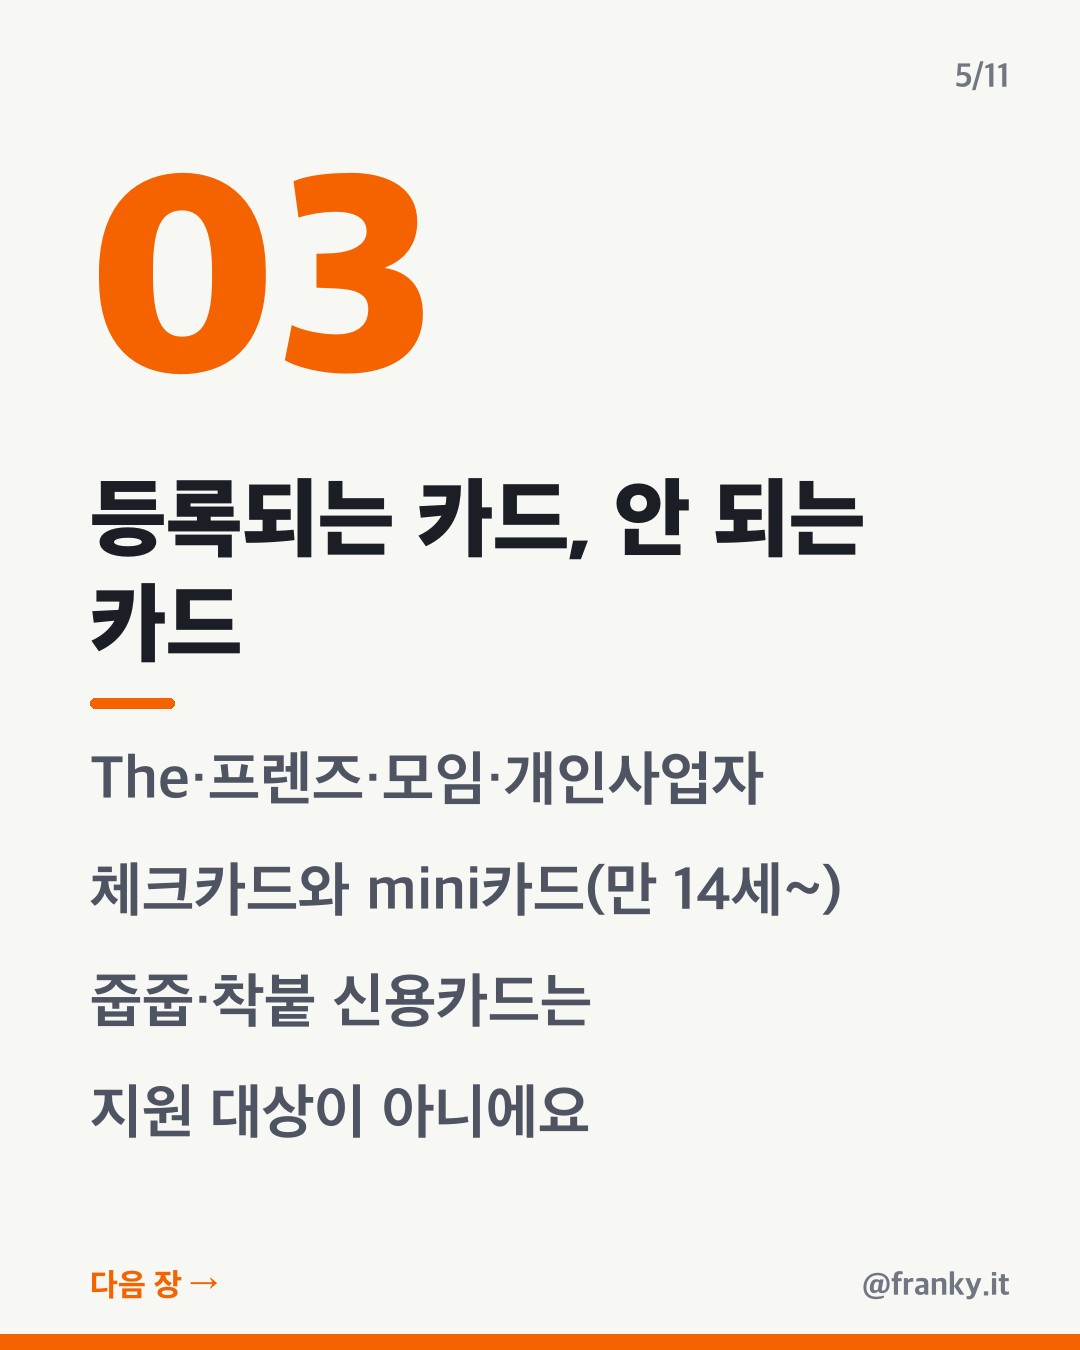 5/11
03
등록되는 카드, 안 되는
카드
The·프렌즈·모임·개인사업자
체크카드와 mini카드(만 14세~)
줍줍·착붙 신용카드는
지원 대상이 아니에요
다음 장 →
@franky.it